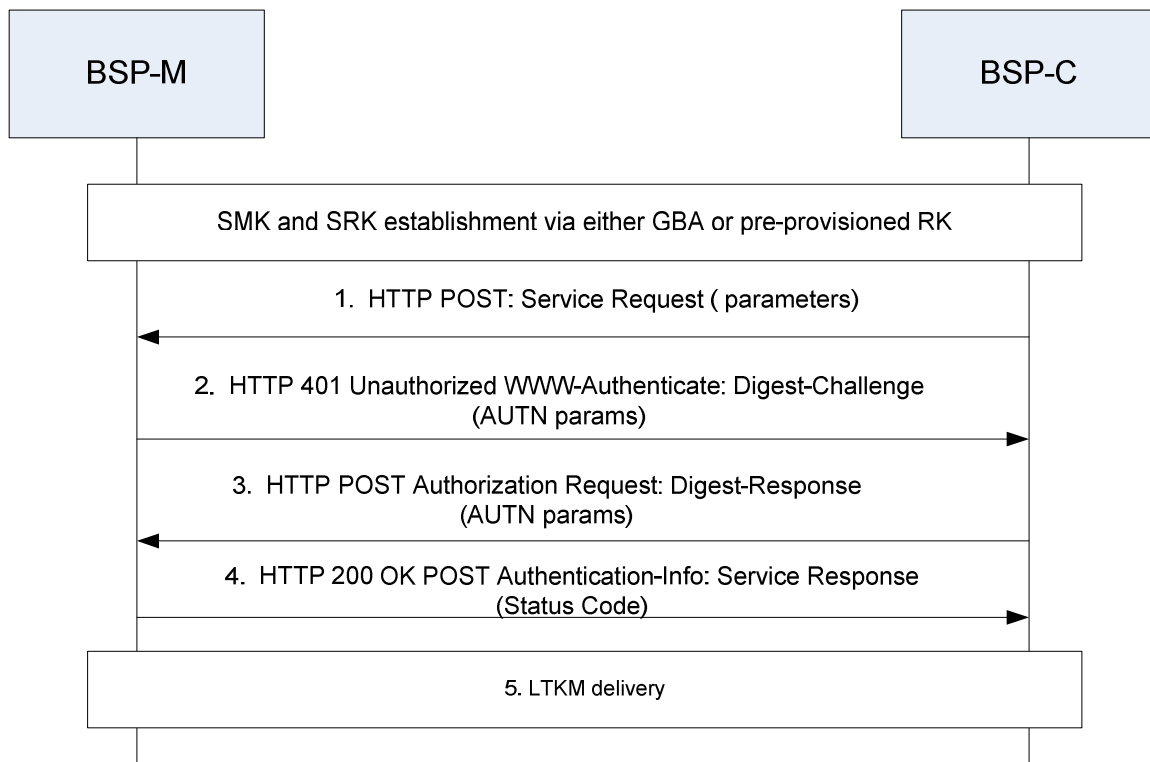 BSP-M
BSP-C
SMK and SRK establishment via either GBA or pre-provisioned RK
1. HTTP POST: Service Request ( parameters)
2. HTTP 401 Unauthorized WWW-Authenticate: Digest-Challenge
(AUTN params)
3. HTTP POST Authorization Request: Digest-Response
(AUTN params)
4. HTTP 200 OK POST Authentication-Info: Service Response
(Status Code)
5. LTKM delivery